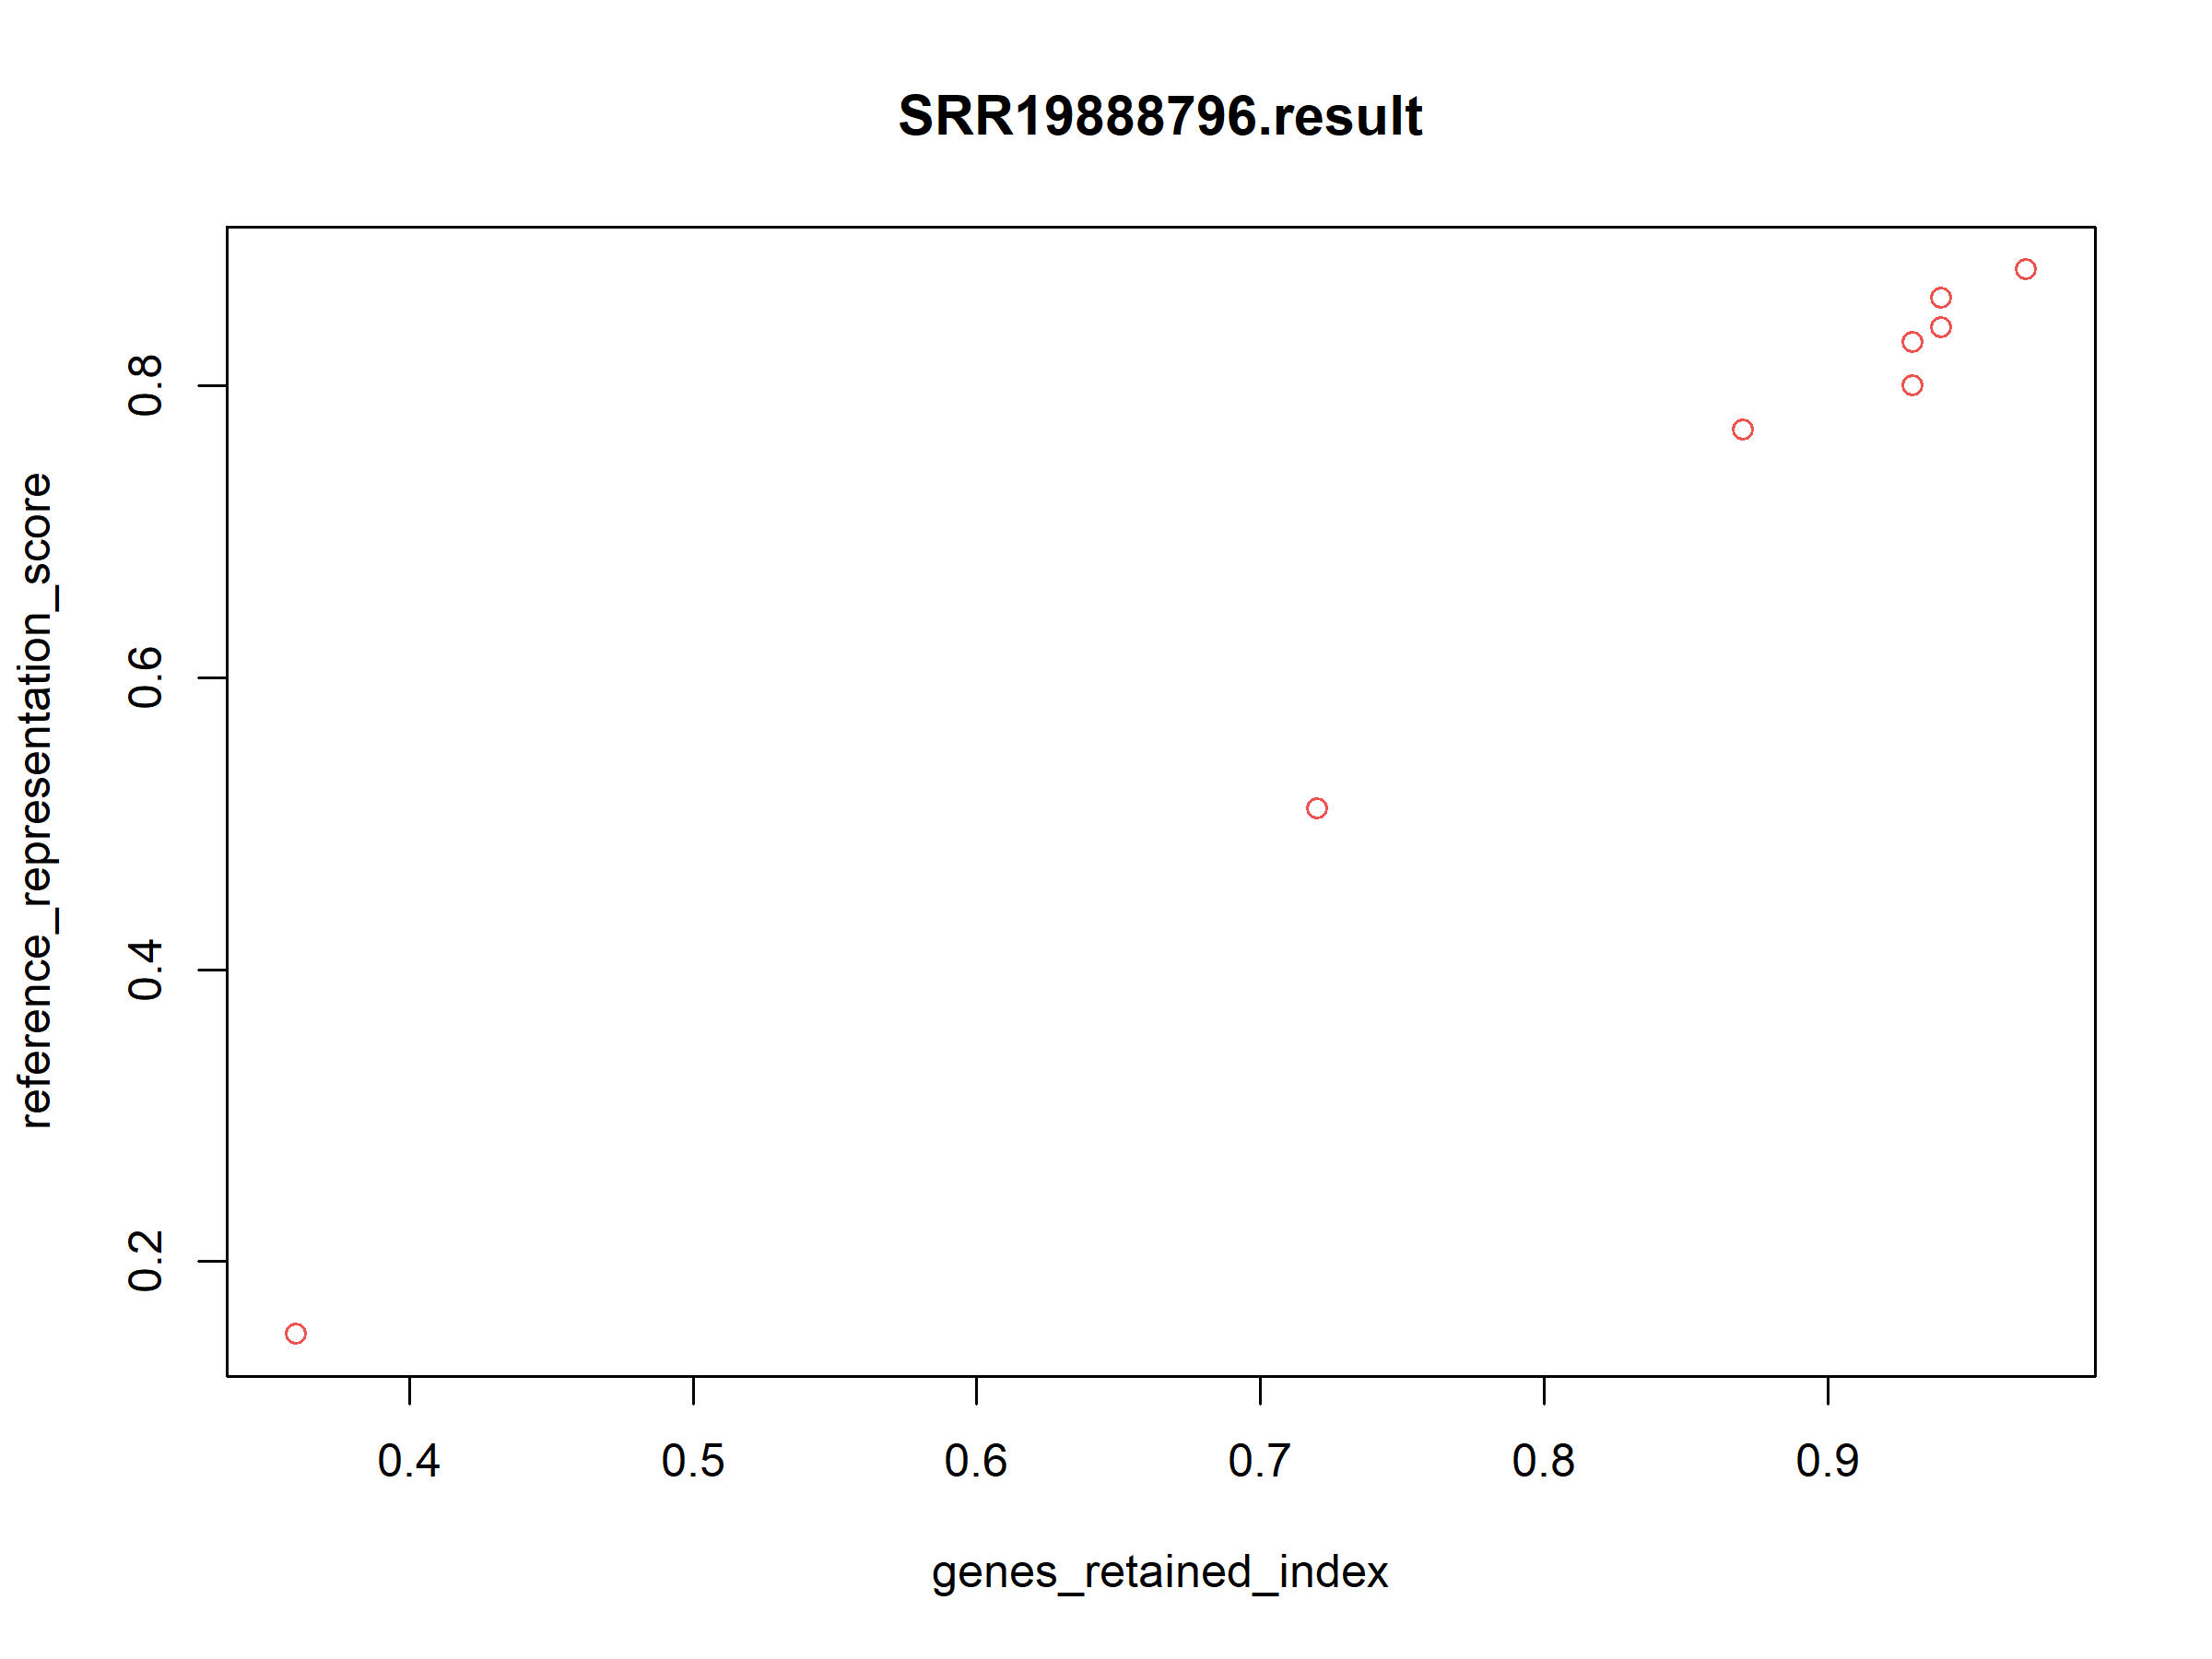 SRR19888796.result
reference_representation_score
0.8
0.6
0.4
0.2
0.4 0.5 0.6 0.7 0.8 0.9
genes_retained_index